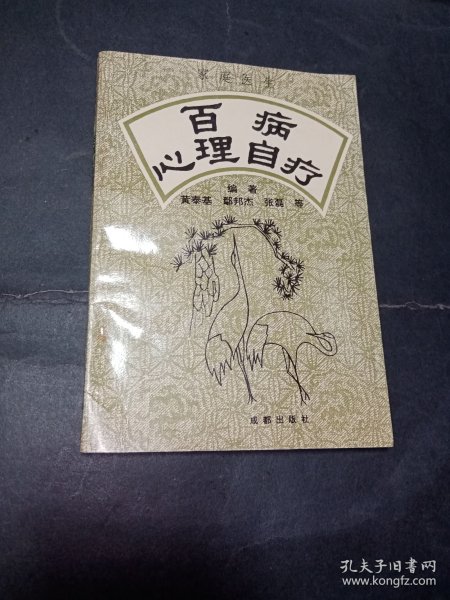 家庭医生
百病
心理自疗
编著
黄泰基 鄢邦杰 张磊 等
成都出版社
孔夫子旧书网
www.kongfz.com